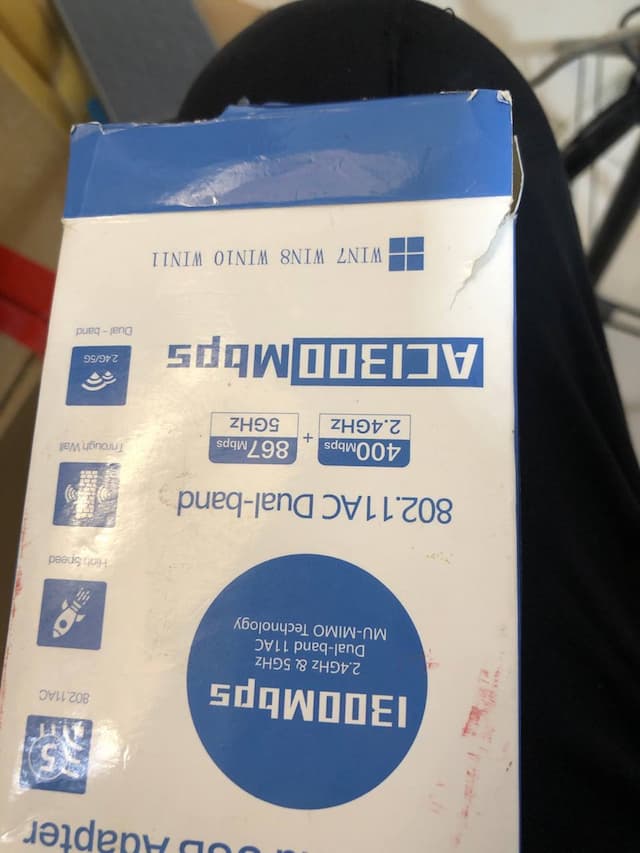 USB Adapter
1300Mbps
2.4GHz & 5GHz
Dual-band 11AC
MU-MIMO Technology
802.11AC Dual-band
400Mbps
2.4GHz
+
867Mbps
5GHz
AC1300Mbps
WIN7 WIN8 WIN10 WIN11
802.11AC
High Speed
Through Wall
2.4G/5G
Dual-band